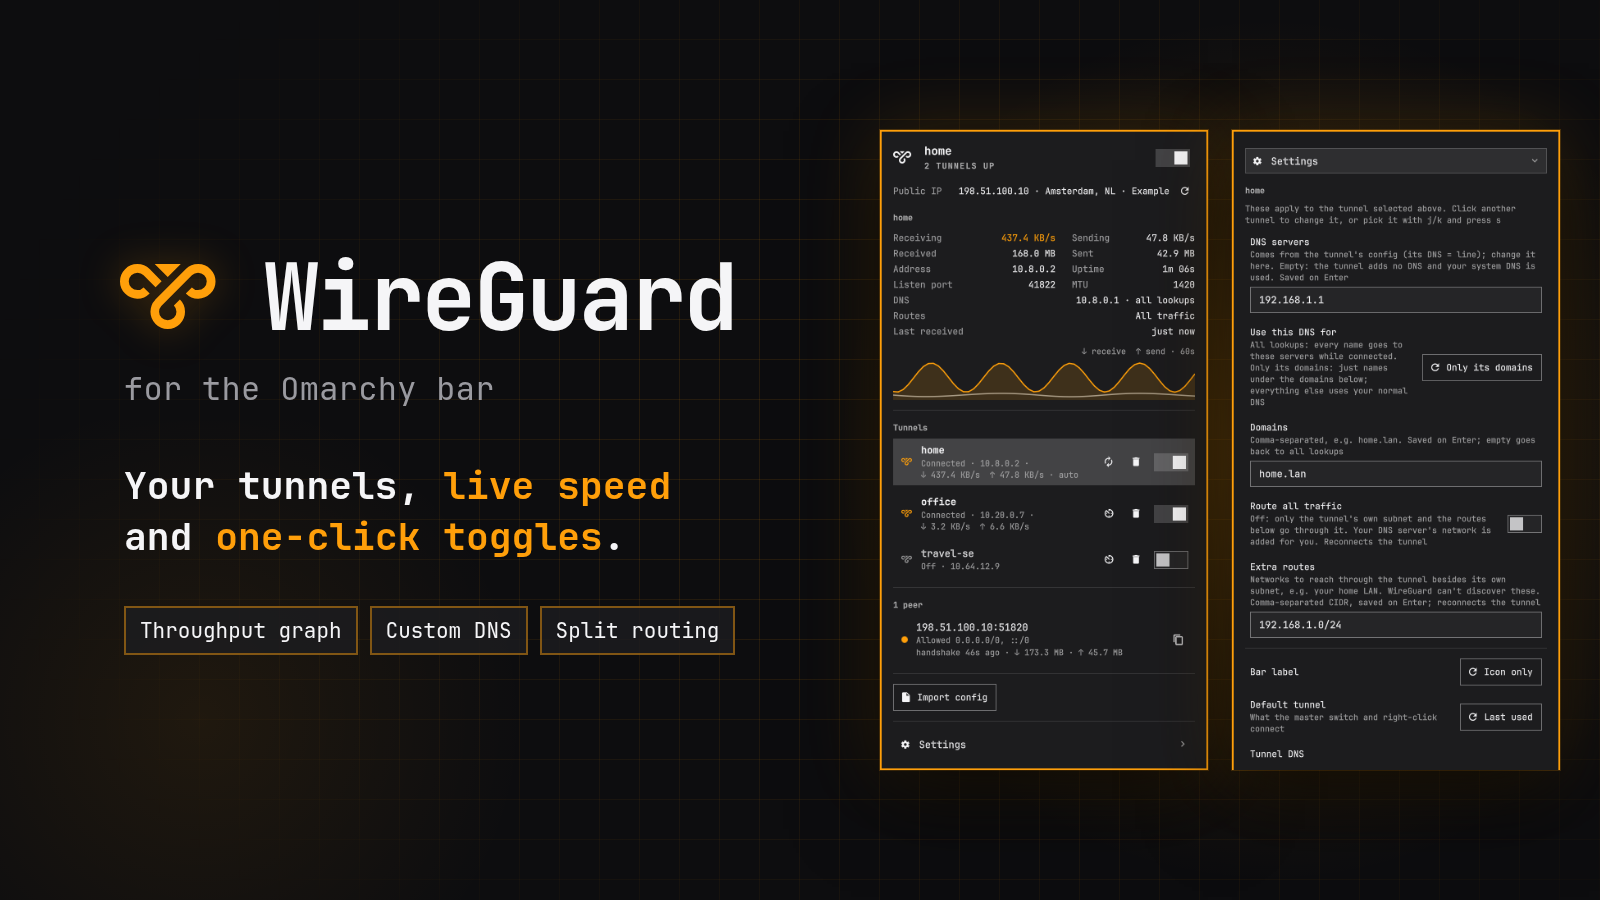 WireGuard
for the Omarchy bar
Your tunnels, live speed
and one-click toggles.
Throughput graph
Custom DNS
Split routing
home
2 TUNNELS UP
Public IP 198.51.100.10 · Amsterdam, NL · Example
home
Receiving 437.4 KB/s Sending 47.8 KB/s
Received 168.0 MB Sent 42.9 MB
Address 10.8.0.2 Uptime 1m 06s
Listen port 41822 MTU 1420
DNS 10.8.0.1 · all lookups
Routes All traffic
Last received just now
↓ receive ↑ send · 60s
Tunnels
home
Connected · 10.8.0.2 ·
↓ 437.4 KB/s ↑ 47.8 KB/s · auto
office
Connected · 10.20.0.7 ·
↓ 3.2 KB/s ↑ 6.6 KB/s
travel-se
Off · 10.64.12.9
1 peer
198.51.100.10:51820
Allowed 0.0.0.0/0, ::/0
handshake 46s ago · ↓ 173.3 MB · ↑ 45.7 MB
Import config
Settings
Settings
home
These apply to the tunnel selected above. Click another
tunnel to change it, or pick it with j/k and press s
DNS servers
Comes from the tunnel's config (its DNS = line); change it
here. Empty: the tunnel adds no DNS and your system DNS is
used. Saved on Enter
192.168.1.1
Use this DNS for
All lookups: every name goes to
these servers while connected.
Only its domains: just names
under the domains below;
everything else uses your normal
DNS
Only its domains
Domains
Comma-separated, e.g. home.lan. Saved on Enter; empty goes
back to all lookups
home.lan
Route all traffic
Off: only the tunnel's own subnet and the routes
below go through it. Your DNS server's network is
added for you. Reconnects the tunnel
Extra routes
Networks to reach through the tunnel besides its own
subnet, e.g. your home LAN. WireGuard can't discover these.
Comma-separated CIDR, saved on Enter; reconnects the tunnel
192.168.1.0/24
Bar label
Icon only
Default tunnel
What the master switch and right-click
connect
Last used
Tunnel DNS